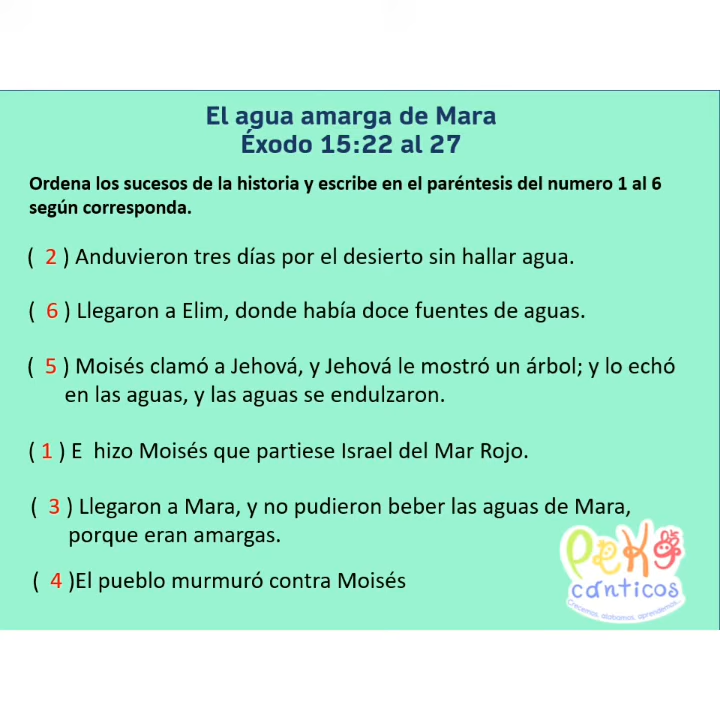 El agua amarga de Mara
Éxodo 15:22 al 27
Ordena los sucesos de la historia y escribe en el paréntesis del numero 1 al 6
según corresponda.
( 2 ) Anduvieron tres días por el desierto sin hallar agua.
( 6 ) Llegaron a Elim, donde había doce fuentes de aguas.
( 5 ) Moisés clamó a Jehová, y Jehová le mostró un árbol; y lo echó
en las aguas, y las aguas se endulzaron.
( 1 ) E hizo Moisés que partiese Israel del Mar Rojo.
( 3 ) Llegaron a Mara, y no pudieron beber las aguas de Mara,
porque eran amargas.
( 4 )El pueblo murmuró contra Moisés
Pekos
cánticos
Crecemos, alabamos, aprendemos...